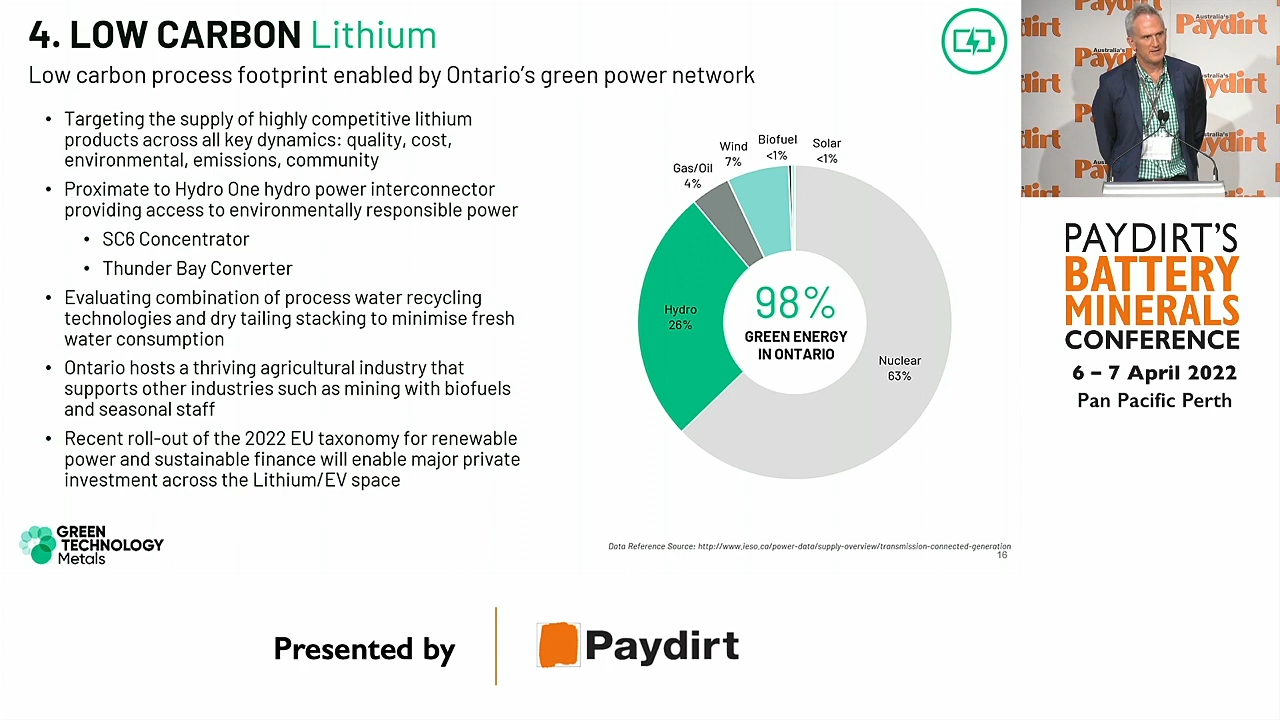 4. LOW CARBON Lithium
Low carbon process footprint enabled by Ontario's green power network
• Targeting the supply of highly competitive lithium
products across all key dynamics: quality, cost,
environmental, emissions, community
• Proximate to Hydro One hydro power interconnector
providing access to environmentally responsible power
• SC6 Concentrator
• Thunder Bay Converter
• Evaluating combination of process water recycling
technologies and dry tailing stacking to minimise fresh
water consumption
• Ontario hosts a thriving agricultural industry that
supports other industries such as mining with biofuels
and seasonal staff
• Recent roll-out of the 2022 EU taxonomy for renewable
power and sustainable finance will enable major private
investment across the Lithium/EV space
Gas/Oil
4%
Wind
7%
Biofuel
<1%
Solar
<1%
Hydro
26%
98%
GREEN ENERGY
IN ONTARIO
Nuclear
63%
GREEN
TECHNOLOGY
Metals
Data Reference Source: http://www.ieso.ca/power-data/supply-overview/transmission-connected-generation
16
Australia's
Paydirt
PAYDIRT'S
BATTERY
MINERALS
CONFERENCE
6 – 7 April 2022
Pan Pacific Perth
Presented by
Paydirt